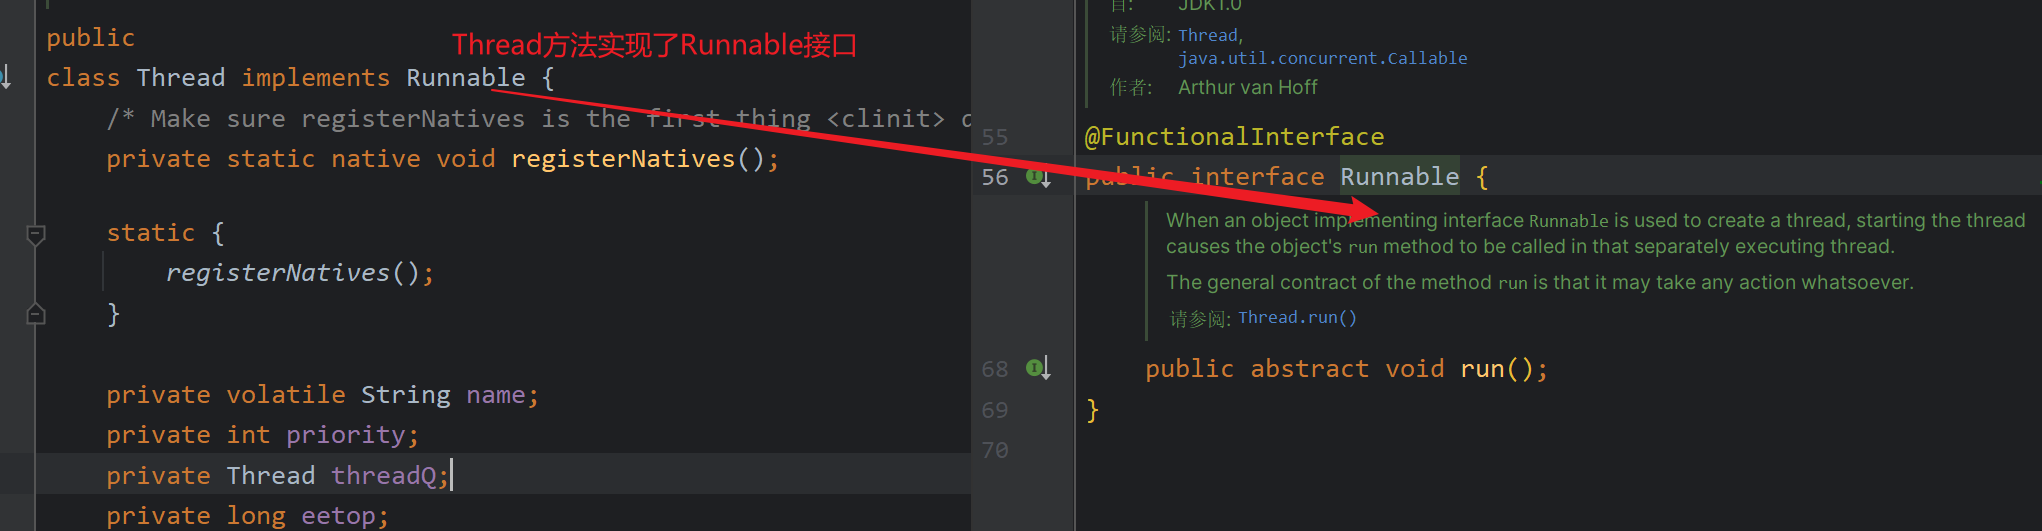 public
Thread方法实现了Runnable接口
class Thread implements Runnable {
/* Make sure registerNatives is the first thing <clinit> d
private static native void registerNatives();
static {
registerNatives();
}
private volatile String name;
private int priority;
private Thread threadQ;
private long eetop;
自: JDK1.0
请参阅: Thread,
java.util.concurrent.Callable
作者: Arthur van Hoff
55 @FunctionalInterface
56 public interface Runnable {
When an object implementing interface Runnable is used to create a thread, starting the thread
causes the object's run method to be called in that separately executing thread.
The general contract of the method run is that it may take any action whatsoever.
请参阅: Thread.run()
68 public abstract void run();
69 }
70